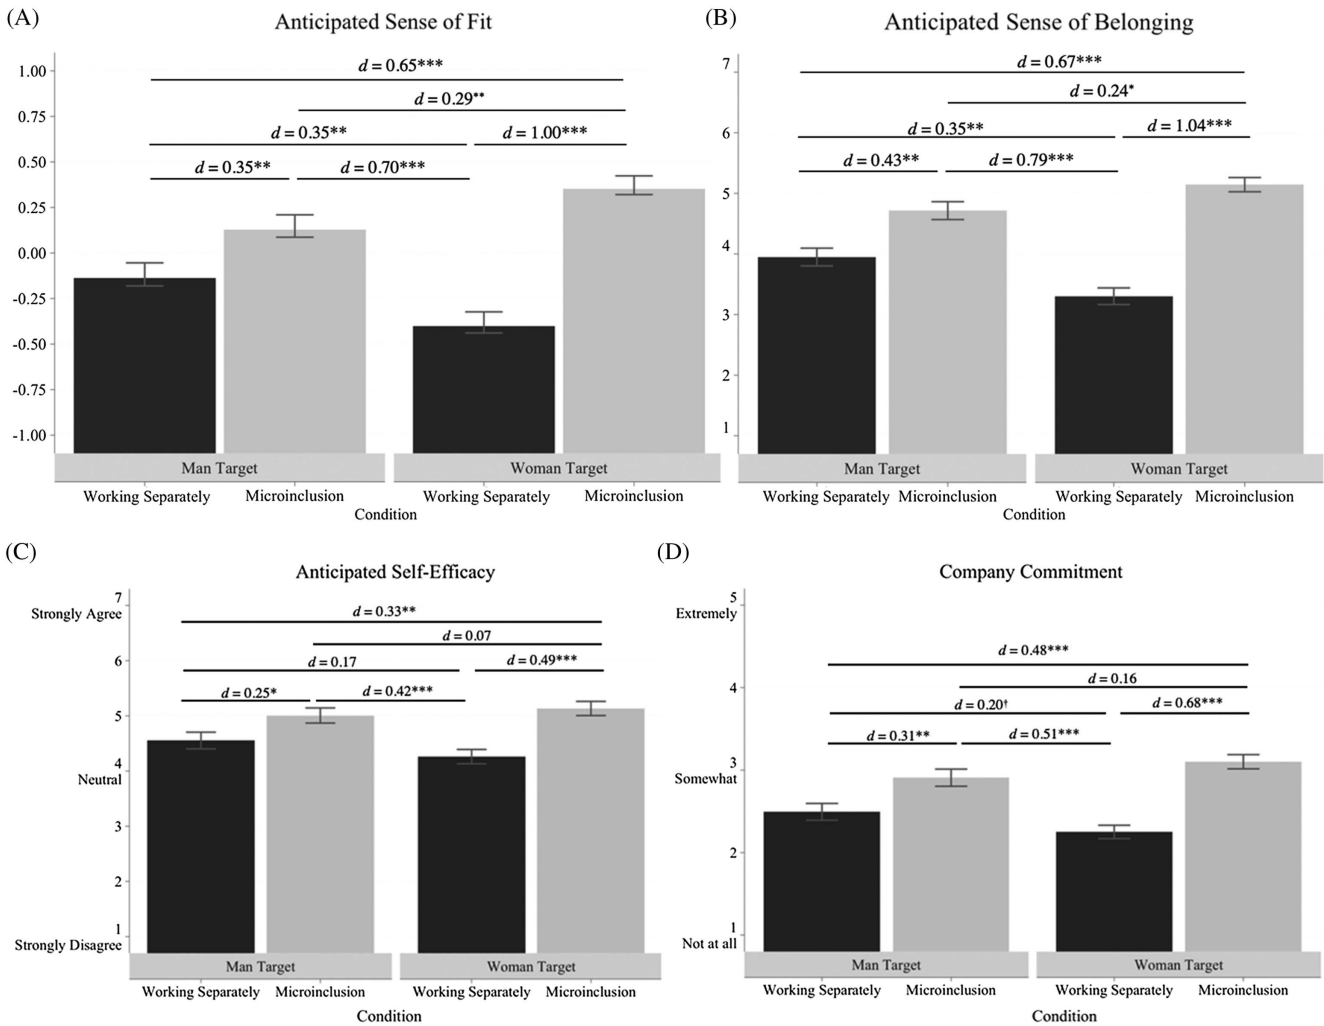 (A)
Anticipated Sense of Fit
1.00
0.75
0.50
0.25
0.00
-0.25
-0.50
-0.75
-1.00
d = 0.65***
d = 0.29**
d = 0.35** d = 1.00***
d = 0.35** d = 0.70***
Man Target Woman Target
Working Separately Microinclusion Working Separately Microinclusion
Condition
(B)
Anticipated Sense of Belonging
7
6
5
4
3
2
1
d = 0.67***
d = 0.24*
d = 0.35** d = 1.04***
d = 0.43** d = 0.79***
Man Target Woman Target
Working Separately Microinclusion Working Separately Microinclusion
Condition
(C)
Anticipated Self-Efficacy
7
Strongly Agree
6
5
4
Neutral
3
2
1
Strongly Disagree
d = 0.33**
d = 0.07
d = 0.17 d = 0.49***
d = 0.25* d = 0.42***
Man Target Woman Target
Working Separately Microinclusion Working Separately Microinclusion
Condition
(D)
Company Commitment
5
Extremely
4
3
Somewhat
2
1
Not at all
d = 0.48***
d = 0.16
d = 0.20† d = 0.68***
d = 0.31** d = 0.51***
Man Target Woman Target
Working Separately Microinclusion Working Separately Microinclusion
Condition